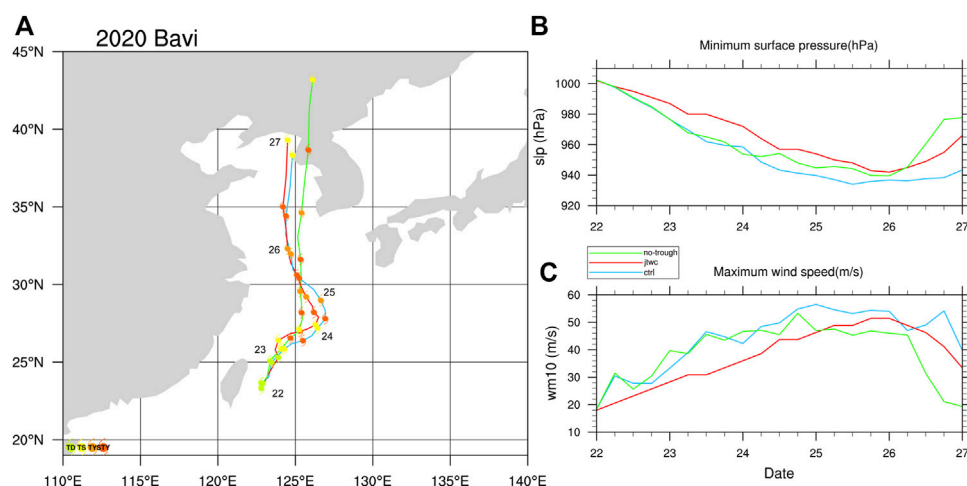 A
2020 Bavi
45°N
40°N
35°N
30°N
25°N
20°N
110°E 115°E 120°E 125°E 130°E 135°E 140°E
27
26
25
24
23
22
TD TS TY STY
B
Minimum surface pressure(hPa)
slp (hPa)
1000
980
960
940
920
22 23 24 25 26 27
no-trough
jtwc
ctrl
C
Maximum wind speed(m/s)
wm10 (m/s)
60
50
40
30
20
10
22 23 24 25 26 27
Date